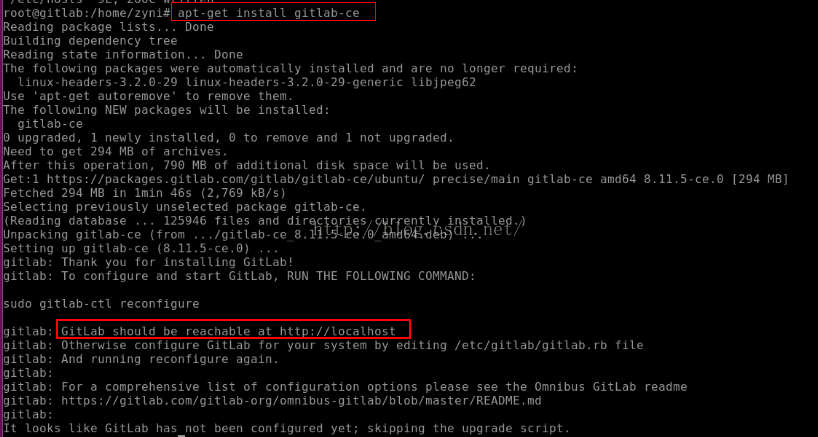 /etc/hosts" 9L, 200C written
root@gitlab:/home/zyni# apt-get install gitlab-ce
Reading package lists... Done
Building dependency tree
Reading state information... Done
The following packages were automatically installed and are no longer required:
  linux-headers-3.2.0-29 linux-headers-3.2.0-29-generic libjpeg62
Use 'apt-get autoremove' to remove them.
The following NEW packages will be installed:
  gitlab-ce
0 upgraded, 1 newly installed, 0 to remove and 1 not upgraded.
Need to get 294 MB of archives.
After this operation, 790 MB of additional disk space will be used.
Get:1 https://packages.gitlab.com/gitlab/gitlab-ce/ubuntu/ precise/main gitlab-ce amd64 8.11.5-ce.0 [294 MB]
Fetched 294 MB in 1min 46s (2,769 kB/s)
Selecting previously unselected package gitlab-ce.
(Reading database ... 125946 files and directories currently installed.)
http://blog.csdn.net/
Unpacking gitlab-ce (from .../gitlab-ce_8.11.5-ce.0_amd64.deb) ...
Setting up gitlab-ce (8.11.5-ce.0) ...
gitlab: Thank you for installing GitLab!
gitlab: To configure and start GitLab, RUN THE FOLLOWING COMMAND:
sudo gitlab-ctl reconfigure
gitlab: GitLab should be reachable at http://localhost
gitlab: Otherwise configure GitLab for your system by editing /etc/gitlab/gitlab.rb file
gitlab: And running reconfigure again.
gitlab:
gitlab: For a comprehensive list of configuration options please see the Omnibus GitLab readme
gitlab: https://gitlab.com/gitlab-org/omnibus-gitlab/blob/master/README.md
gitlab:
It looks like GitLab has not been configured yet; skipping the upgrade script.